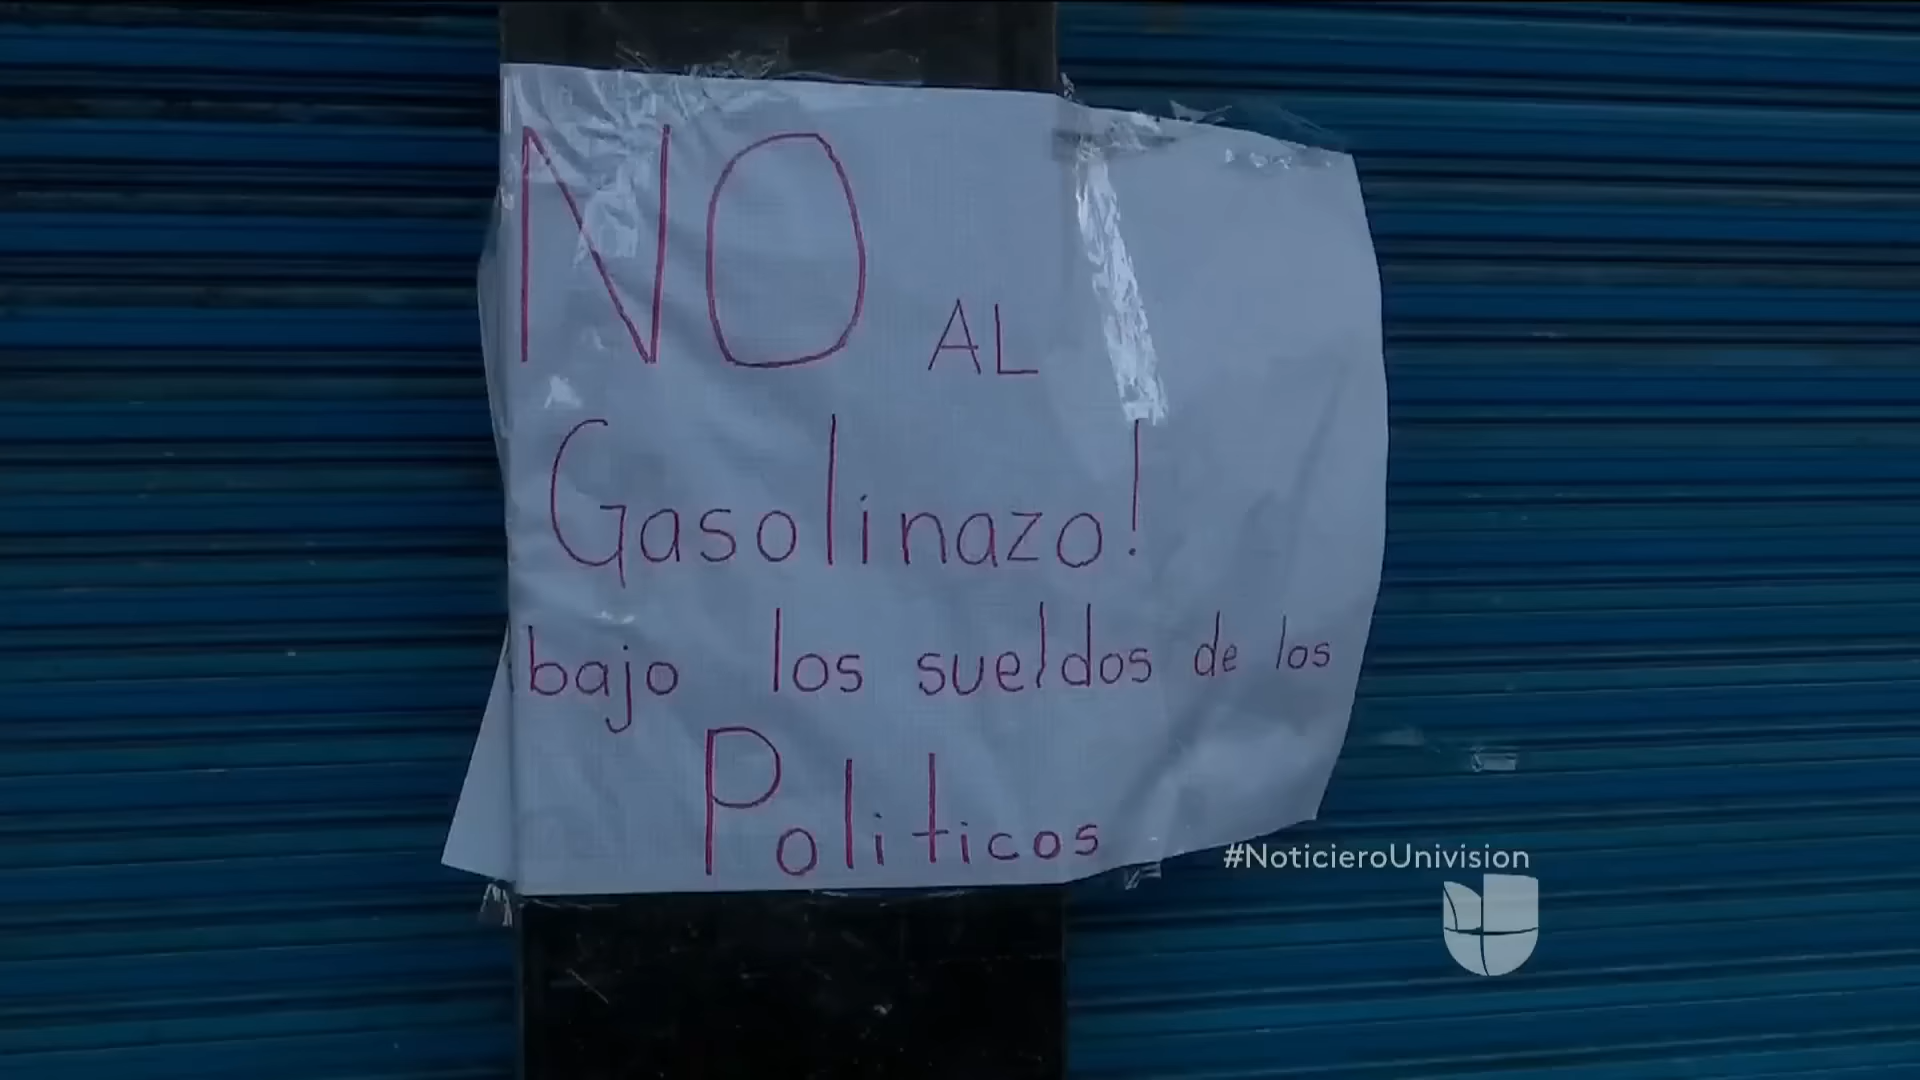 NO AL
Gasolinazo!
bajo los sueldos de los
Politicos
#NoticieroUnivision